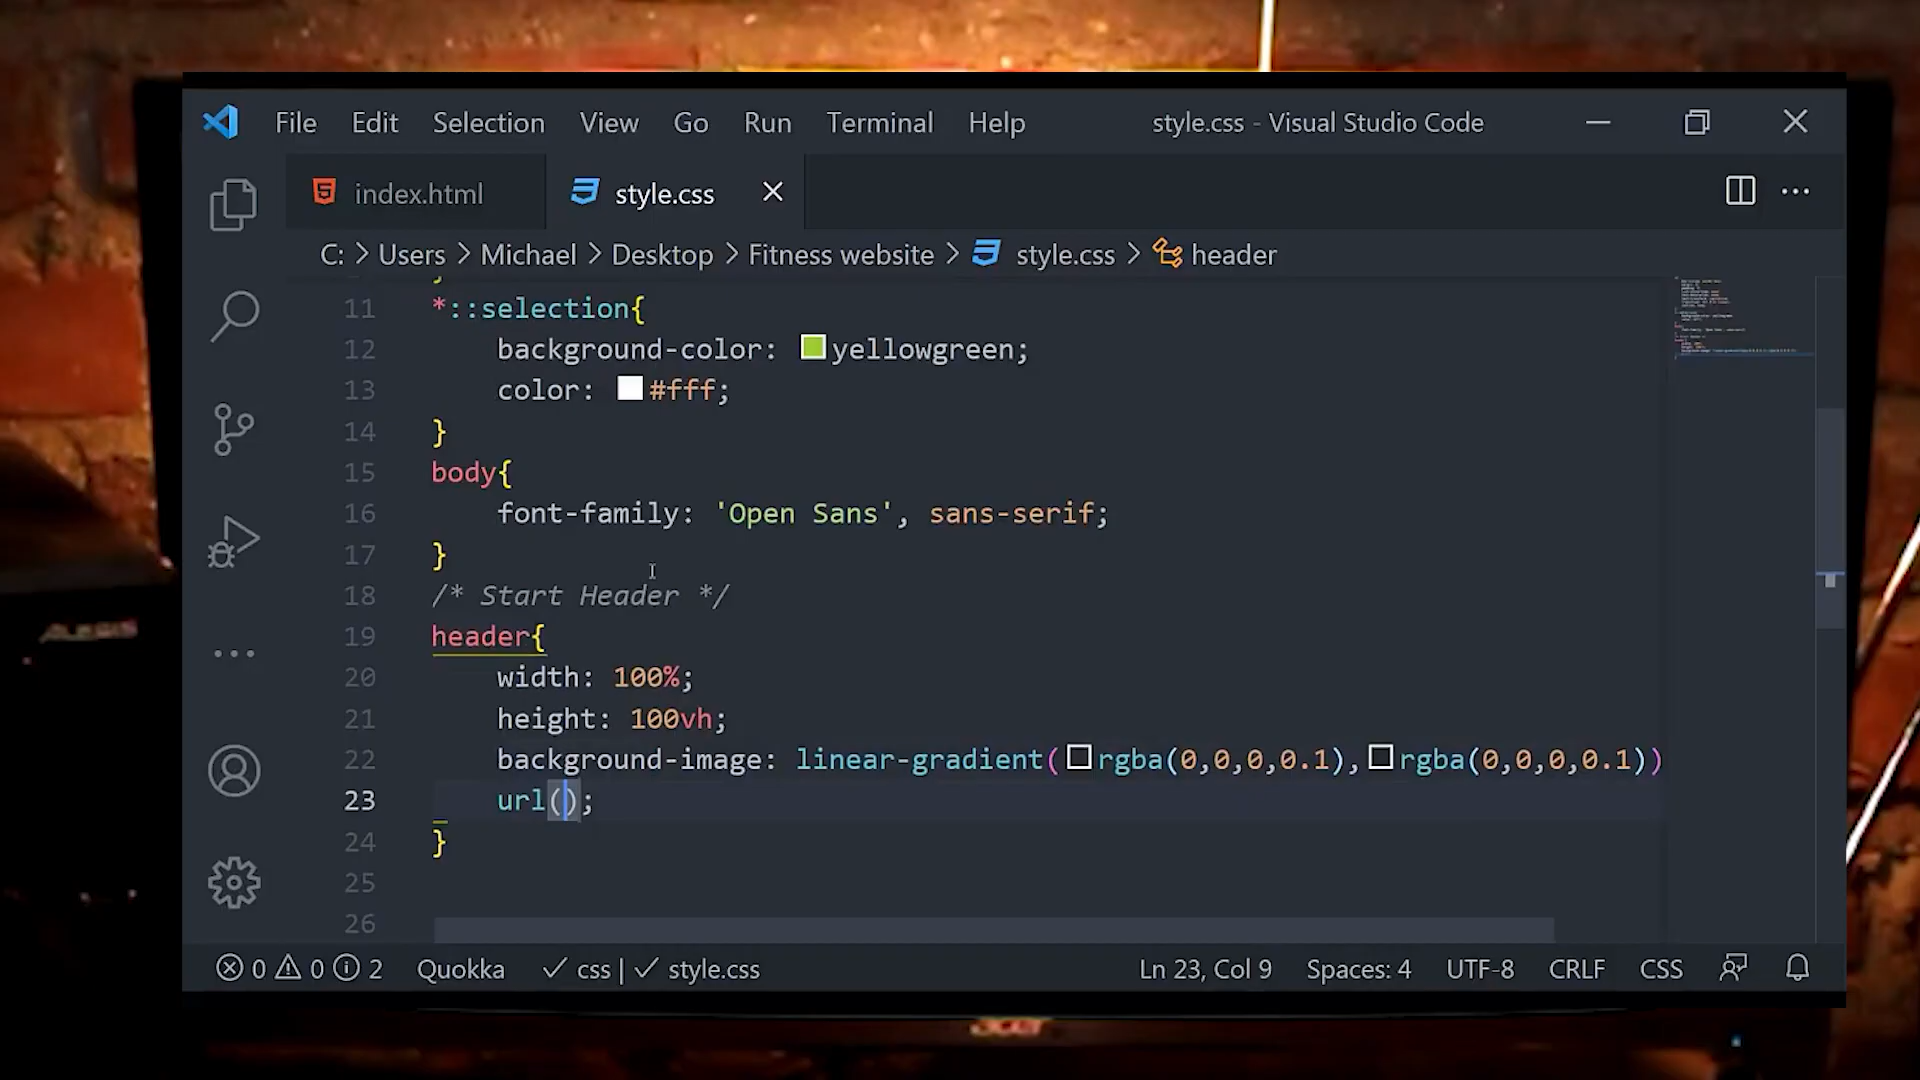 File Edit Selection View Go Run Terminal Help style.css - Visual Studio Code
index.html style.css
C: > Users > Michael > Desktop > Fitness website > style.css > header
11 *::selection{
12 background-color: yellowgreen;
13 color: #fff;
14 }
15 body{
16 font-family: 'Open Sans', sans-serif;
17 }
18 /* Start Header */
19 header{
20 width: 100%;
21 height: 100vh;
22 background-image: linear-gradient(rgba(0,0,0,0.1),rgba(0,0,0,0.1))
23 url();
24 }
25
26
0 0 2 Quokka ✓ css | ✓ style.css Ln 23, Col 9 Spaces: 4 UTF-8 CRLF CSS
acer